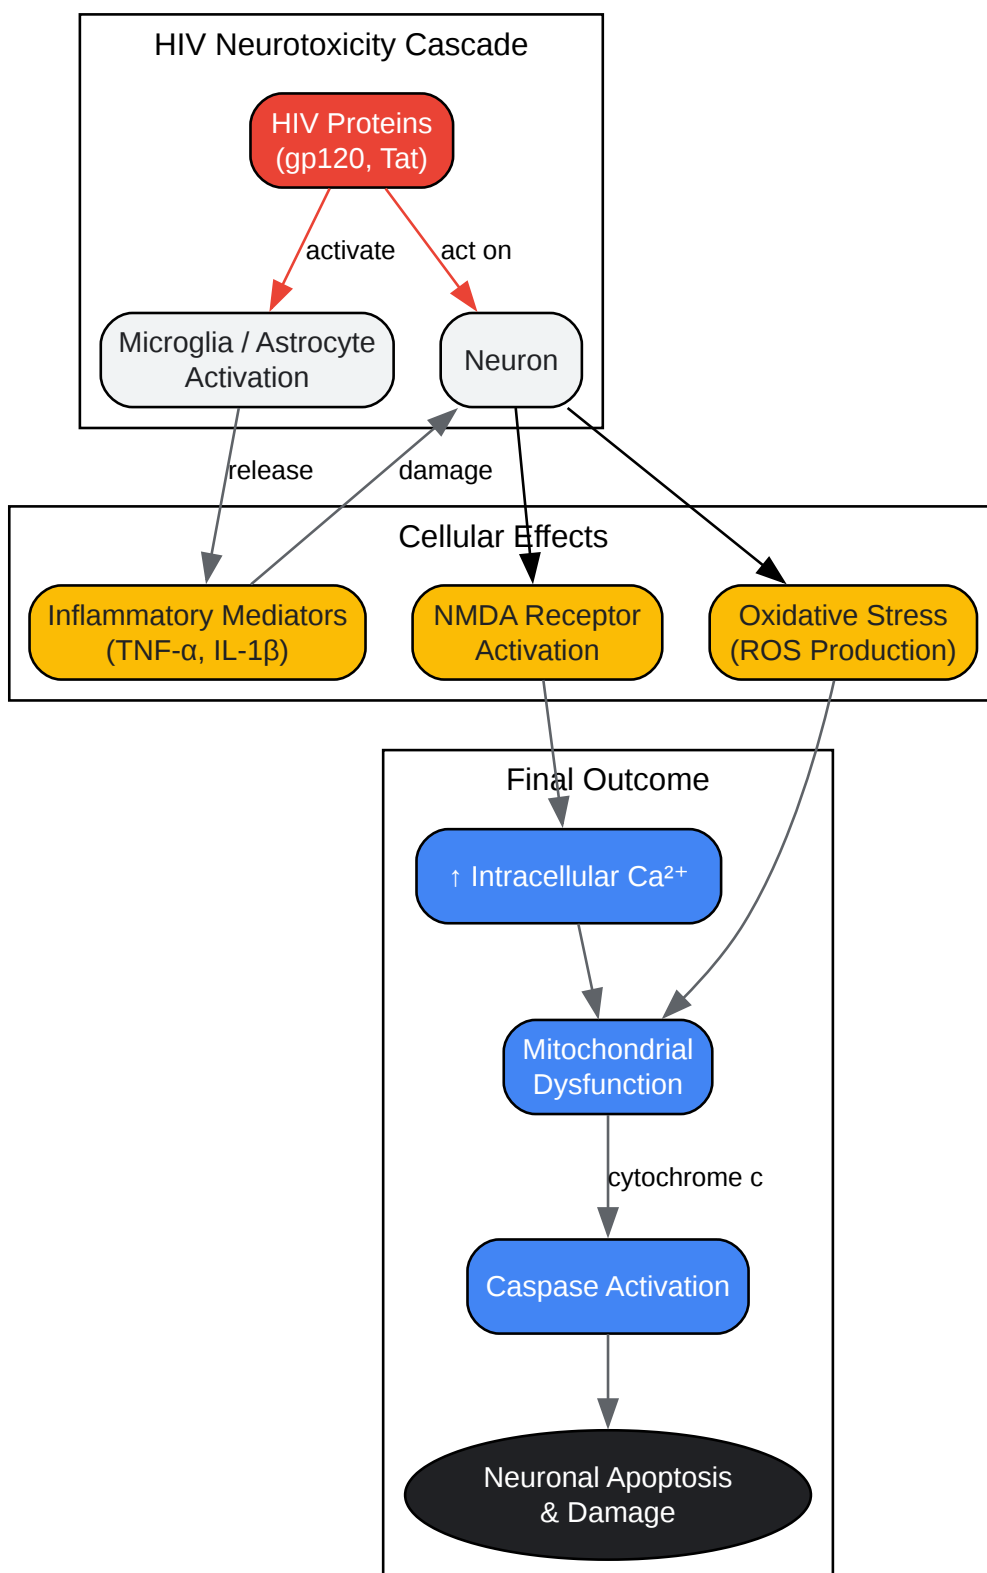 HIV Neurotoxicity Cascade
HIV Proteins
(gp120, Tat)
activate
act on
Microglia / Astrocyte
Activation
Neuron
release
damage
Cellular Effects
Inflammatory Mediators
(TNF-α, IL-1β)
NMDA Receptor
Activation
Oxidative Stress
(ROS Production)
Final Outcome
↑ Intracellular Ca²⁺
Mitochondrial
Dysfunction
cytochrome c
Caspase Activation
Neuronal Apoptosis
& Damage